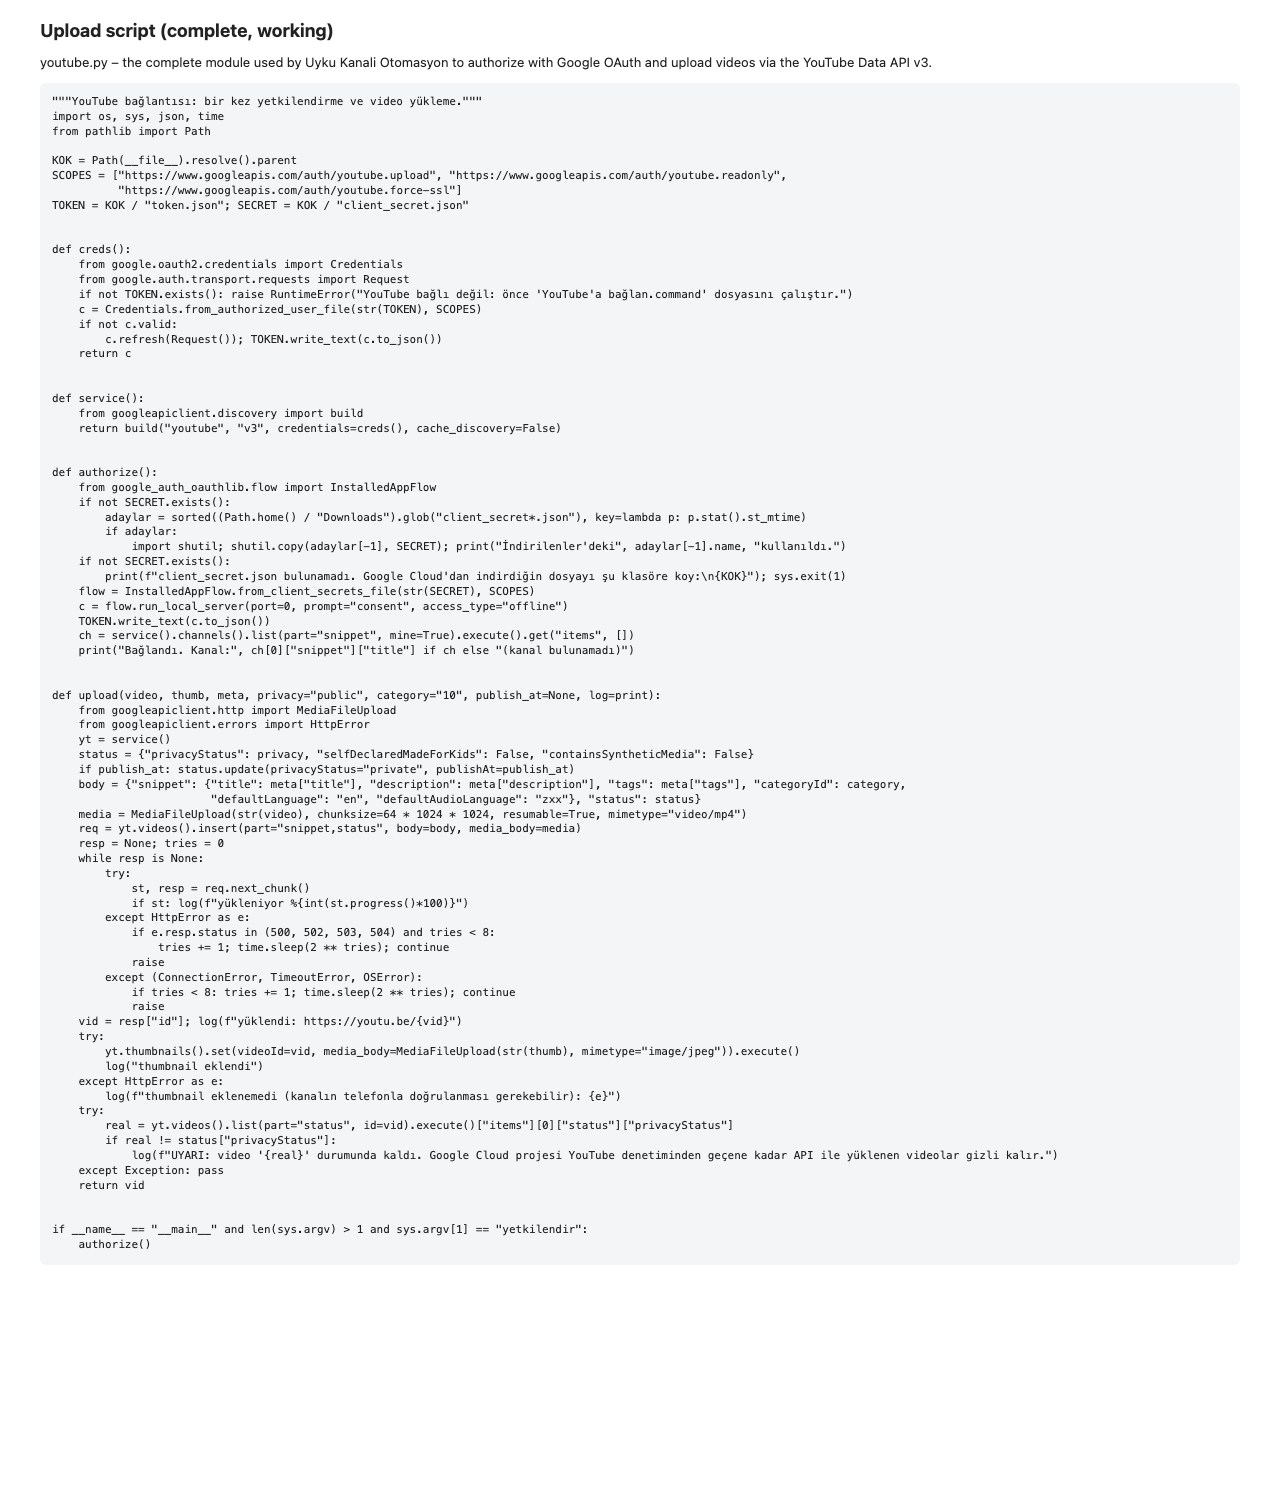 Upload script (complete, working)
youtube.py – the complete module used by Uyku Kanali Otomasyon to authorize with Google OAuth and upload videos via the YouTube Data API v3.
"""YouTube bağlantısı: bir kez yetkilendirme ve video yükleme."""
import os, sys, json, time
from pathlib import Path

KOK = Path(__file__).resolve().parent
SCOPES = ["https://www.googleapis.com/auth/youtube.upload", "https://www.googleapis.com/auth/youtube.readonly",
          "https://www.googleapis.com/auth/youtube.force-ssl"]
TOKEN = KOK / "token.json"; SECRET = KOK / "client_secret.json"


def creds():
    from google.oauth2.credentials import Credentials
    from google.auth.transport.requests import Request
    if not TOKEN.exists(): raise RuntimeError("YouTube bağlı değil: önce 'YouTube'a bağlan.command' dosyasını çalıştır.")
    c = Credentials.from_authorized_user_file(str(TOKEN), SCOPES)
    if not c.valid:
        c.refresh(Request()); TOKEN.write_text(c.to_json())
    return c


def service():
    from googleapiclient.discovery import build
    return build("youtube", "v3", credentials=creds(), cache_discovery=False)


def authorize():
    from google_auth_oauthlib.flow import InstalledAppFlow
    if not SECRET.exists():
        adaylar = sorted((Path.home() / "Downloads").glob("client_secret*.json"), key=lambda p: p.stat().st_mtime)
        if adaylar:
            import shutil; shutil.copy(adaylar[-1], SECRET); print("İndirilenler'deki", adaylar[-1].name, "kullanıldı.")
    if not SECRET.exists():
        print(f"client_secret.json bulunamadı. Google Cloud'dan indirdiğin dosyayı şu klasöre koy:\n{KOK}"); sys.exit(1)
    flow = InstalledAppFlow.from_client_secrets_file(str(SECRET), SCOPES)
    c = flow.run_local_server(port=0, prompt="consent", access_type="offline")
    TOKEN.write_text(c.to_json())
    ch = service().channels().list(part="snippet", mine=True).execute().get("items", [])
    print("Bağlandı. Kanal:", ch[0]["snippet"]["title"] if ch else "(kanal bulunamadı)")


def upload(video, thumb, meta, privacy="public", category="10", publish_at=None, log=print):
    from googleapiclient.http import MediaFileUpload
    from googleapiclient.errors import HttpError
    yt = service()
    status = {"privacyStatus": privacy, "selfDeclaredMadeForKids": False, "containsSyntheticMedia": False}
    if publish_at: status.update(privacyStatus="private", publishAt=publish_at)
    body = {"snippet": {"title": meta["title"], "description": meta["description"], "tags": meta["tags"], "categoryId": category,
                        "defaultLanguage": "en", "defaultAudioLanguage": "zxx"}, "status": status}
    media = MediaFileUpload(str(video), chunksize=64 * 1024 * 1024, resumable=True, mimetype="video/mp4")
    req = yt.videos().insert(part="snippet,status", body=body, media_body=media)
    resp = None; tries = 0
    while resp is None:
        try:
            st, resp = req.next_chunk()
            if st: log(f"yükleniyor %{int(st.progress()*100)}")
        except HttpError as e:
            if e.resp.status in (500, 502, 503, 504) and tries < 8:
                tries += 1; time.sleep(2 ** tries); continue
            raise
        except (ConnectionError, TimeoutError, OSError):
            if tries < 8: tries += 1; time.sleep(2 ** tries); continue
            raise
    vid = resp["id"]; log(f"yüklendi: https://youtu.be/{vid}")
    try:
        yt.thumbnails().set(videoId=vid, media_body=MediaFileUpload(str(thumb), mimetype="image/jpeg")).execute()
        log("thumbnail eklendi")
    except HttpError as e:
        log(f"thumbnail eklenemedi (kanalın telefonla doğrulanması gerekebilir): {e}")
    try:
        real = yt.videos().list(part="status", id=vid).execute()["items"][0]["status"]["privacyStatus"]
        if real != status["privacyStatus"]:
            log(f"UYARI: video '{real}' durumunda kaldı. Google Cloud projesi YouTube denetiminden geçene kadar API ile yüklenen videolar gizli kalır.")
    except Exception: pass
    return vid


if __name__ == "__main__" and len(sys.argv) > 1 and sys.argv[1] == "yetkilendir":
    authorize()